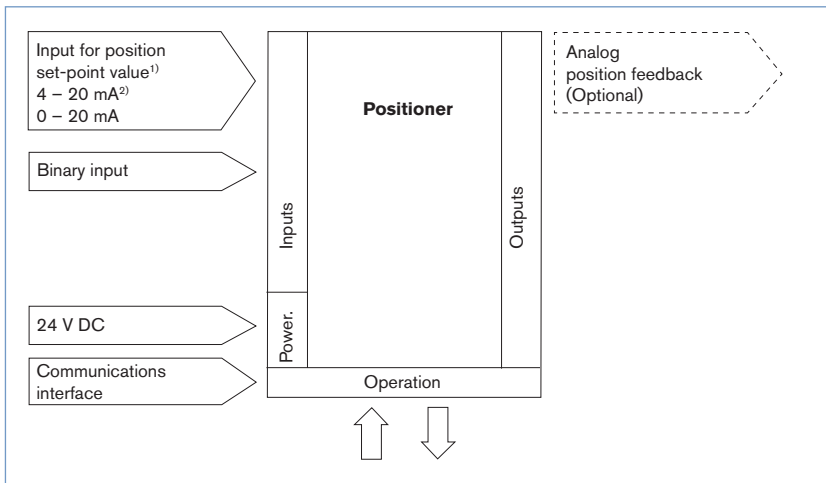 Input for position
set-point value¹⁾
4 – 20 mA²⁾
0 – 20 mA
Binary input
24 V DC
Communications
interface
Positioner
Inputs
Power.
Outputs
Operation
Analog
position feedback
(Optional)